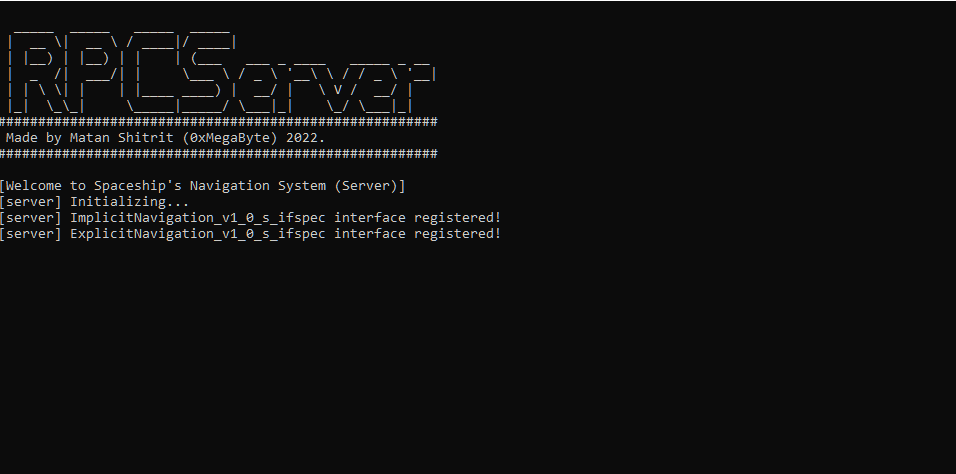 RPCServer
########################################################
Made by Matan Shitrit (0xMegaByte) 2022.
########################################################
[Welcome to Spaceship's Navigation System (Server)]
[server] Initializing...
[server] ImplicitNavigation_v1_0_s_ifspec interface registered!
[server] ExplicitNavigation_v1_0_s_ifspec interface registered!